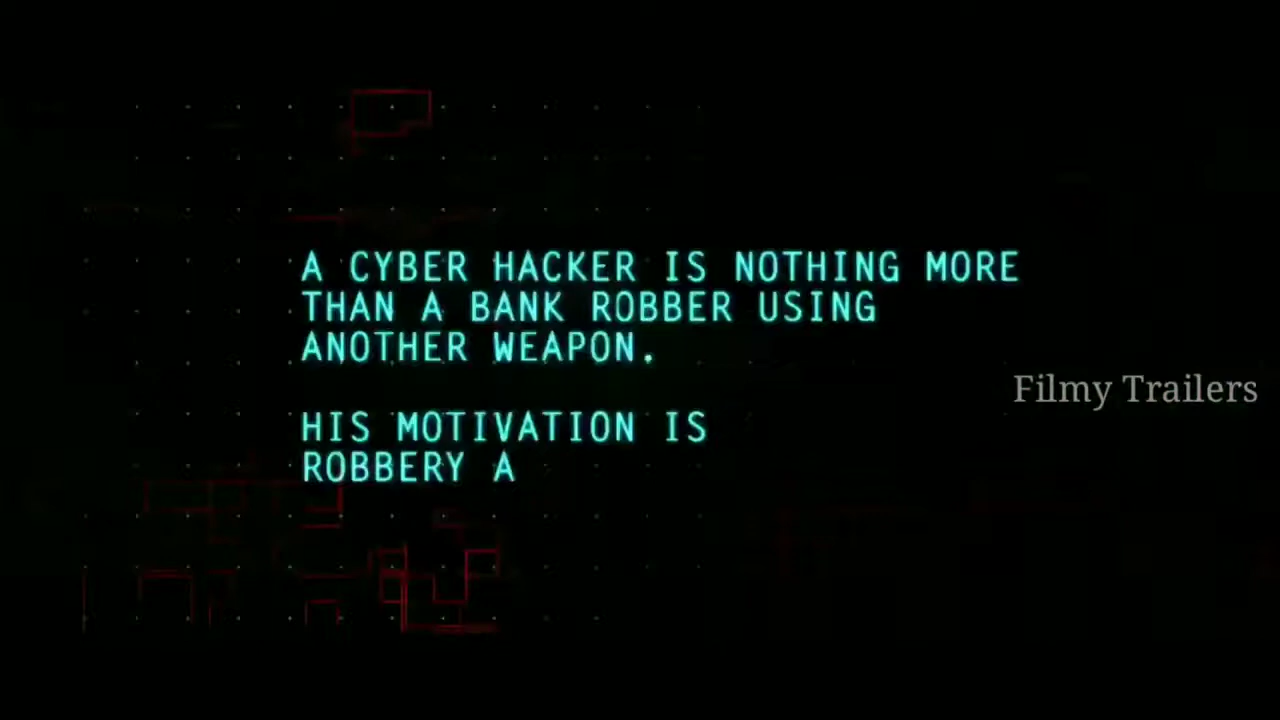 A CYBER HACKER IS NOTHING MORE
THAN A BANK ROBBER USING
ANOTHER WEAPON.
Filmy Trailers
HIS MOTIVATION IS
ROBBERY A